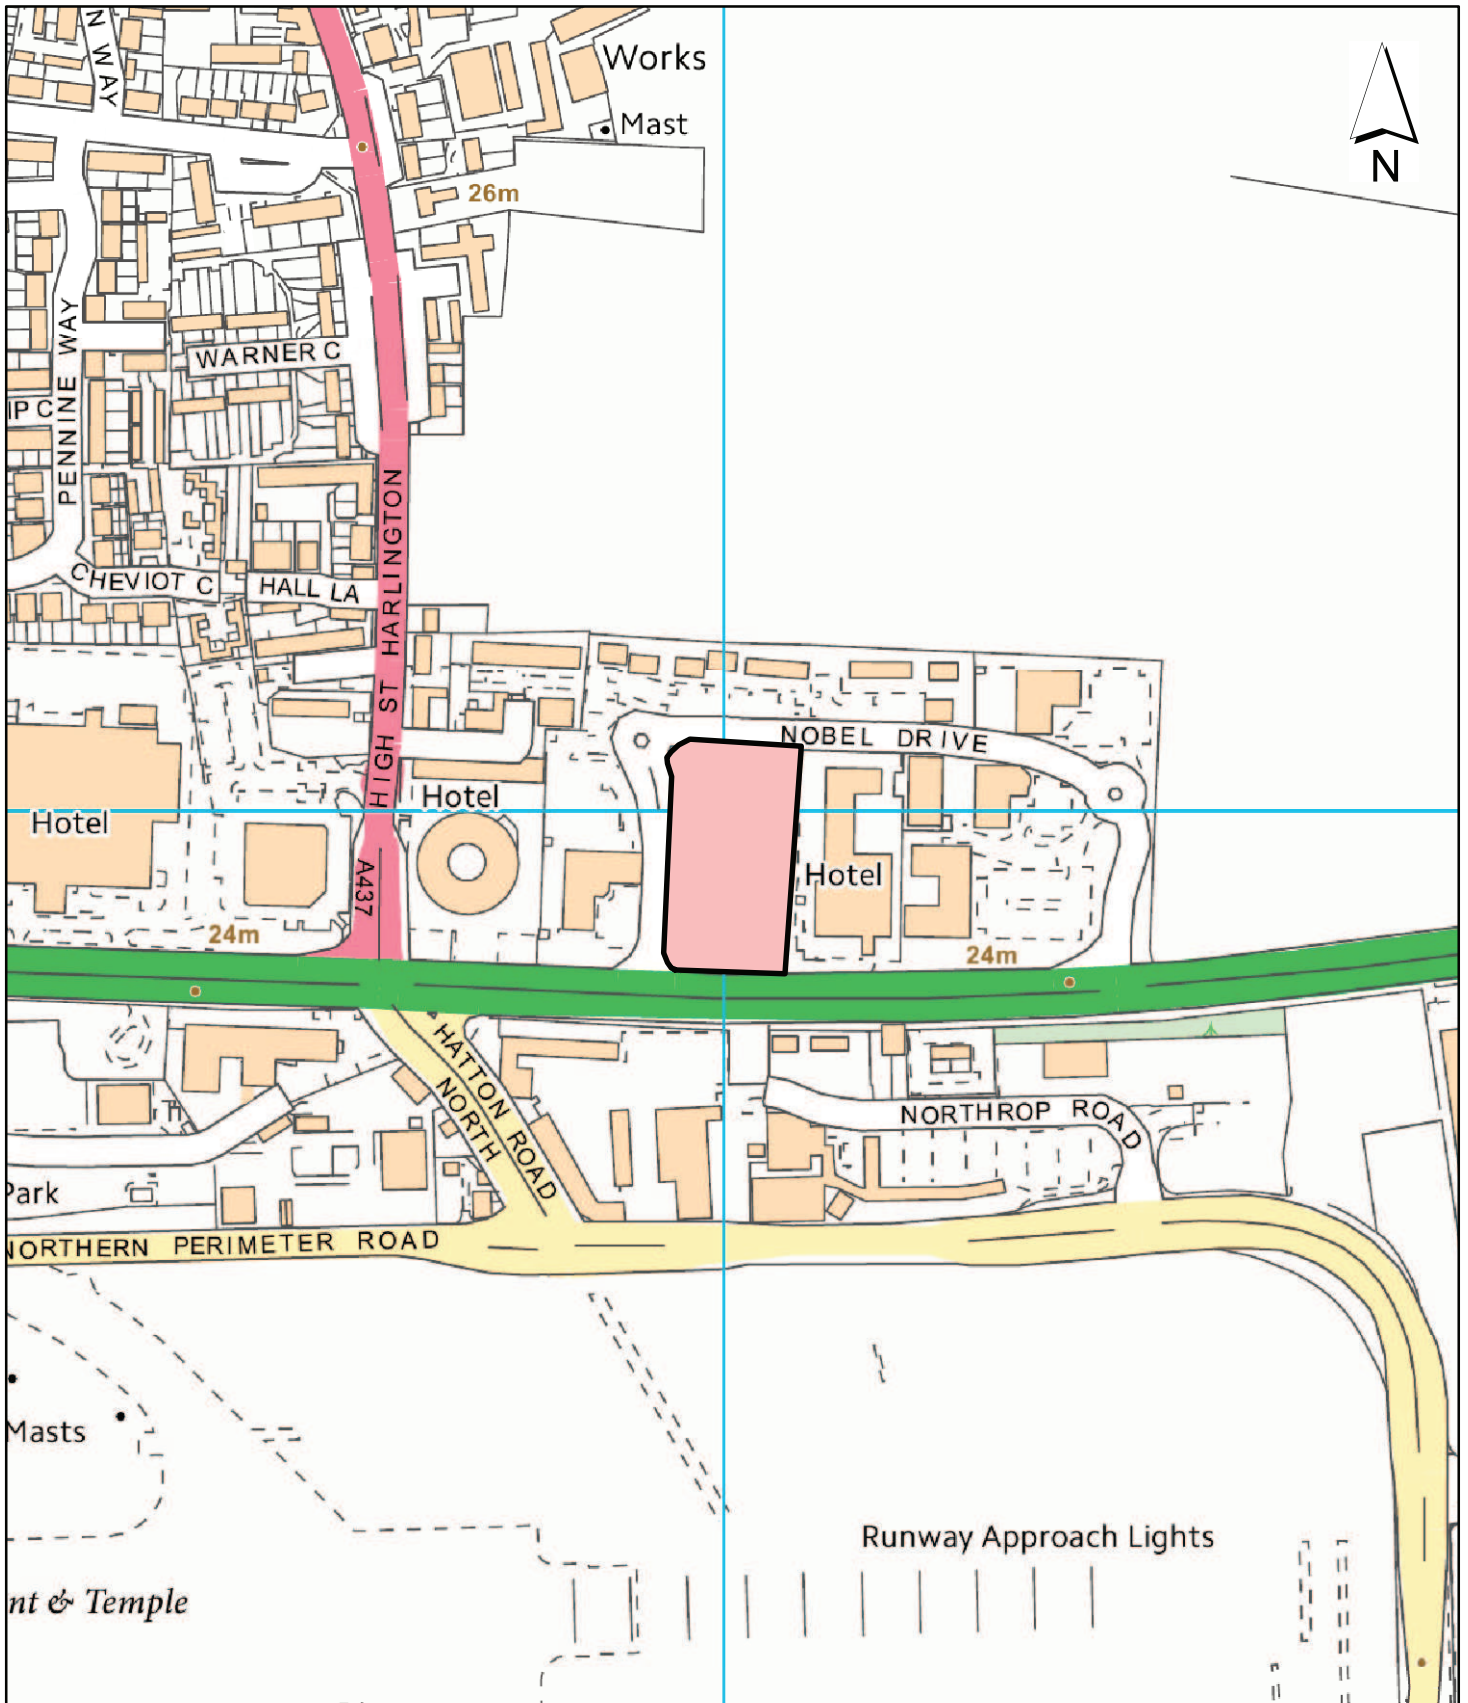 N WAY
Works
Mast
N
26m
PENNINE WAY
WARNER C
IP C
CHEVIOT C
HALL LA
HIGH ST HARLINGTON
NOBEL DRIVE
Hotel
Hotel
Hotel
A437
24m
24m
HATTON ROAD
NORTH
NORTHROP ROAD
Park
NORTHERN PERIMETER ROAD
Masts
Runway Approach Lights
nt & Temple